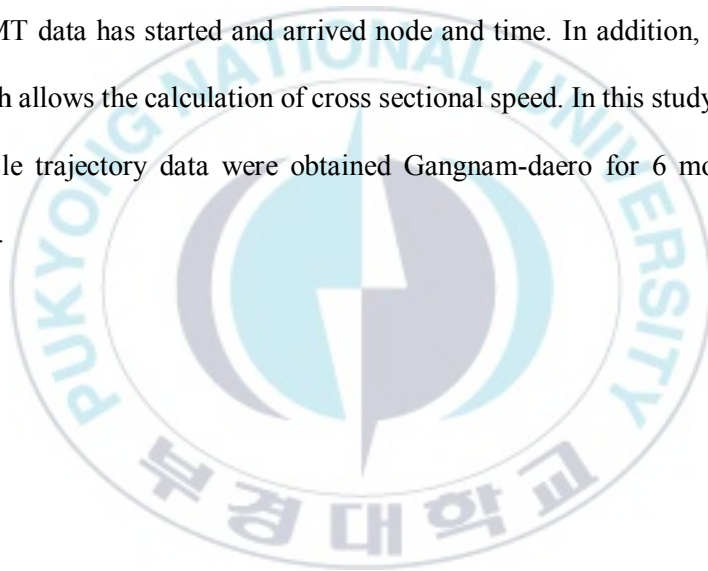 MT data has started and arrived node and time. In addition,
h allows the calculation of cross sectional speed. In this study
le trajectory data were obtained Gangnam-daero for 6 mo
PUKYONG NATIONAL UNIVERSITY
부경대학교